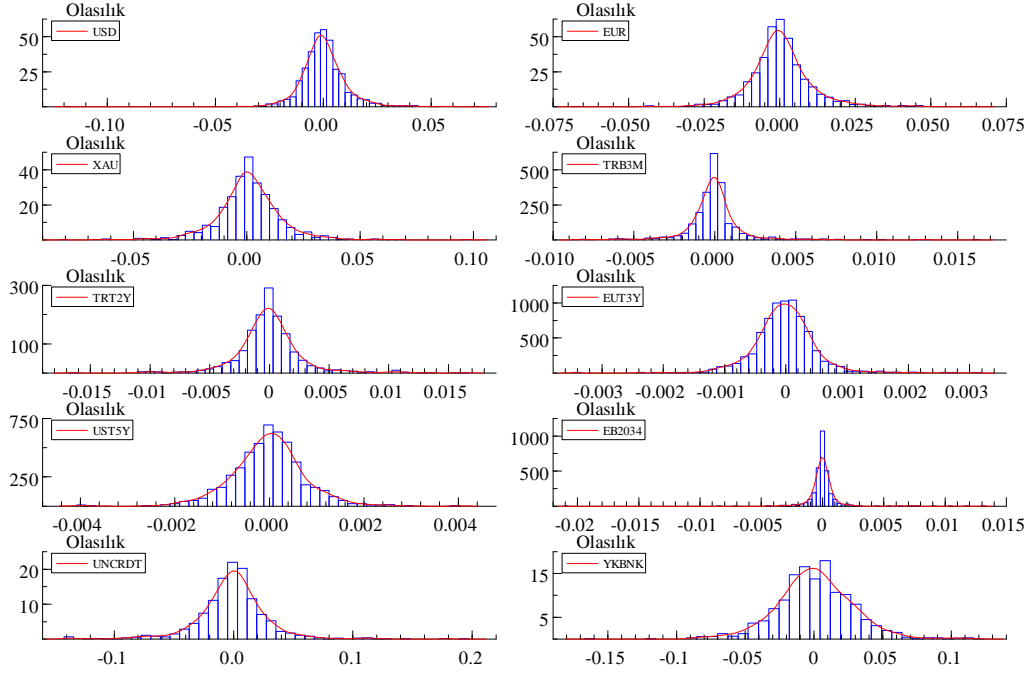 Olasılık
USD
50
25
-0.10 -0.05 0.00 0.05
Olasılık
EUR
50
25
-0.075 -0.050 -0.025 0.000 0.025 0.050 0.075
Olasılık
XAU
40
20
-0.05 0.00 0.05 0.10
Olasılık
TRB3M
500
250
-0.010 -0.005 0.000 0.005 0.010 0.015
Olasılık
TRT2Y
300
100
-0.015 -0.01 -0.005 0 0.005 0.01 0.015
Olasılık
EUT3Y
1000
500
-0.003 -0.002 -0.001 0 0.001 0.002 0.003
Olasılık
UST5Y
750
250
-0.004 -0.002 0.000 0.002 0.004
Olasılık
EB2034
1000
500
-0.02 -0.015 -0.01 -0.005 0 0.005 0.01 0.015
Olasılık
UNCRDT
20
10
-0.1 0.0 0.1 0.2
Olasılık
YKBNK
15
5
-0.15 -0.1 -0.05 0 0.05 0.1